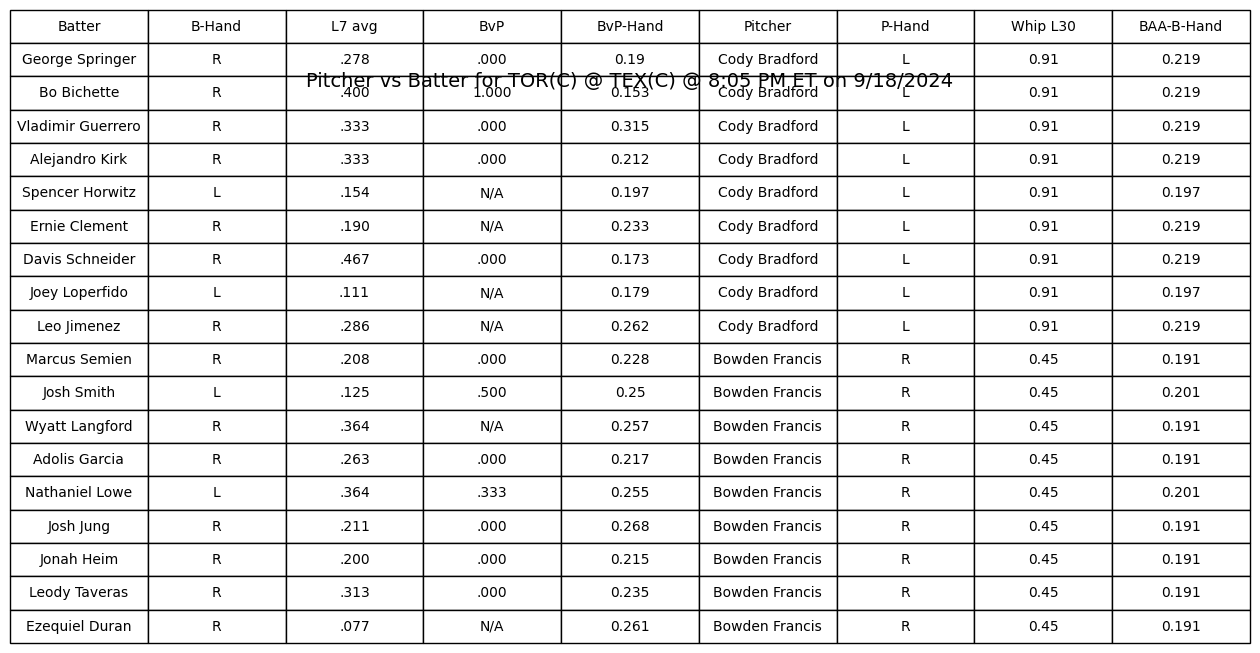 Batter B-Hand L7 avg BvP BvP-Hand Pitcher P-Hand Whip L30 BAA-B-Hand
George Springer R .278 .000 0.19 Cody Bradford L 0.91 0.219
Pitcher vs Batter for TOR(C) @ TEX(C) @ 8:05 PM ET on 9/18/2024
Bo Bichette R .400 1.000 0.153 Cody Bradford L 0.91 0.219
Vladimir Guerrero R .333 .000 0.315 Cody Bradford L 0.91 0.219
Alejandro Kirk R .333 .000 0.212 Cody Bradford L 0.91 0.219
Spencer Horwitz L .154 N/A 0.197 Cody Bradford L 0.91 0.197
Ernie Clement R .190 N/A 0.233 Cody Bradford L 0.91 0.219
Davis Schneider R .467 .000 0.173 Cody Bradford L 0.91 0.219
Joey Loperfido L .111 N/A 0.179 Cody Bradford L 0.91 0.197
Leo Jimenez R .286 N/A 0.262 Cody Bradford L 0.91 0.219
Marcus Semien R .208 .000 0.228 Bowden Francis R 0.45 0.191
Josh Smith L .125 .500 0.25 Bowden Francis R 0.45 0.201
Wyatt Langford R .364 N/A 0.257 Bowden Francis R 0.45 0.191
Adolis Garcia R .263 .000 0.217 Bowden Francis R 0.45 0.191
Nathaniel Lowe L .364 .333 0.255 Bowden Francis R 0.45 0.201
Josh Jung R .211 .000 0.268 Bowden Francis R 0.45 0.191
Jonah Heim R .200 .000 0.215 Bowden Francis R 0.45 0.191
Leody Taveras R .313 .000 0.235 Bowden Francis R 0.45 0.191
Ezequiel Duran R .077 N/A 0.261 Bowden Francis R 0.45 0.191